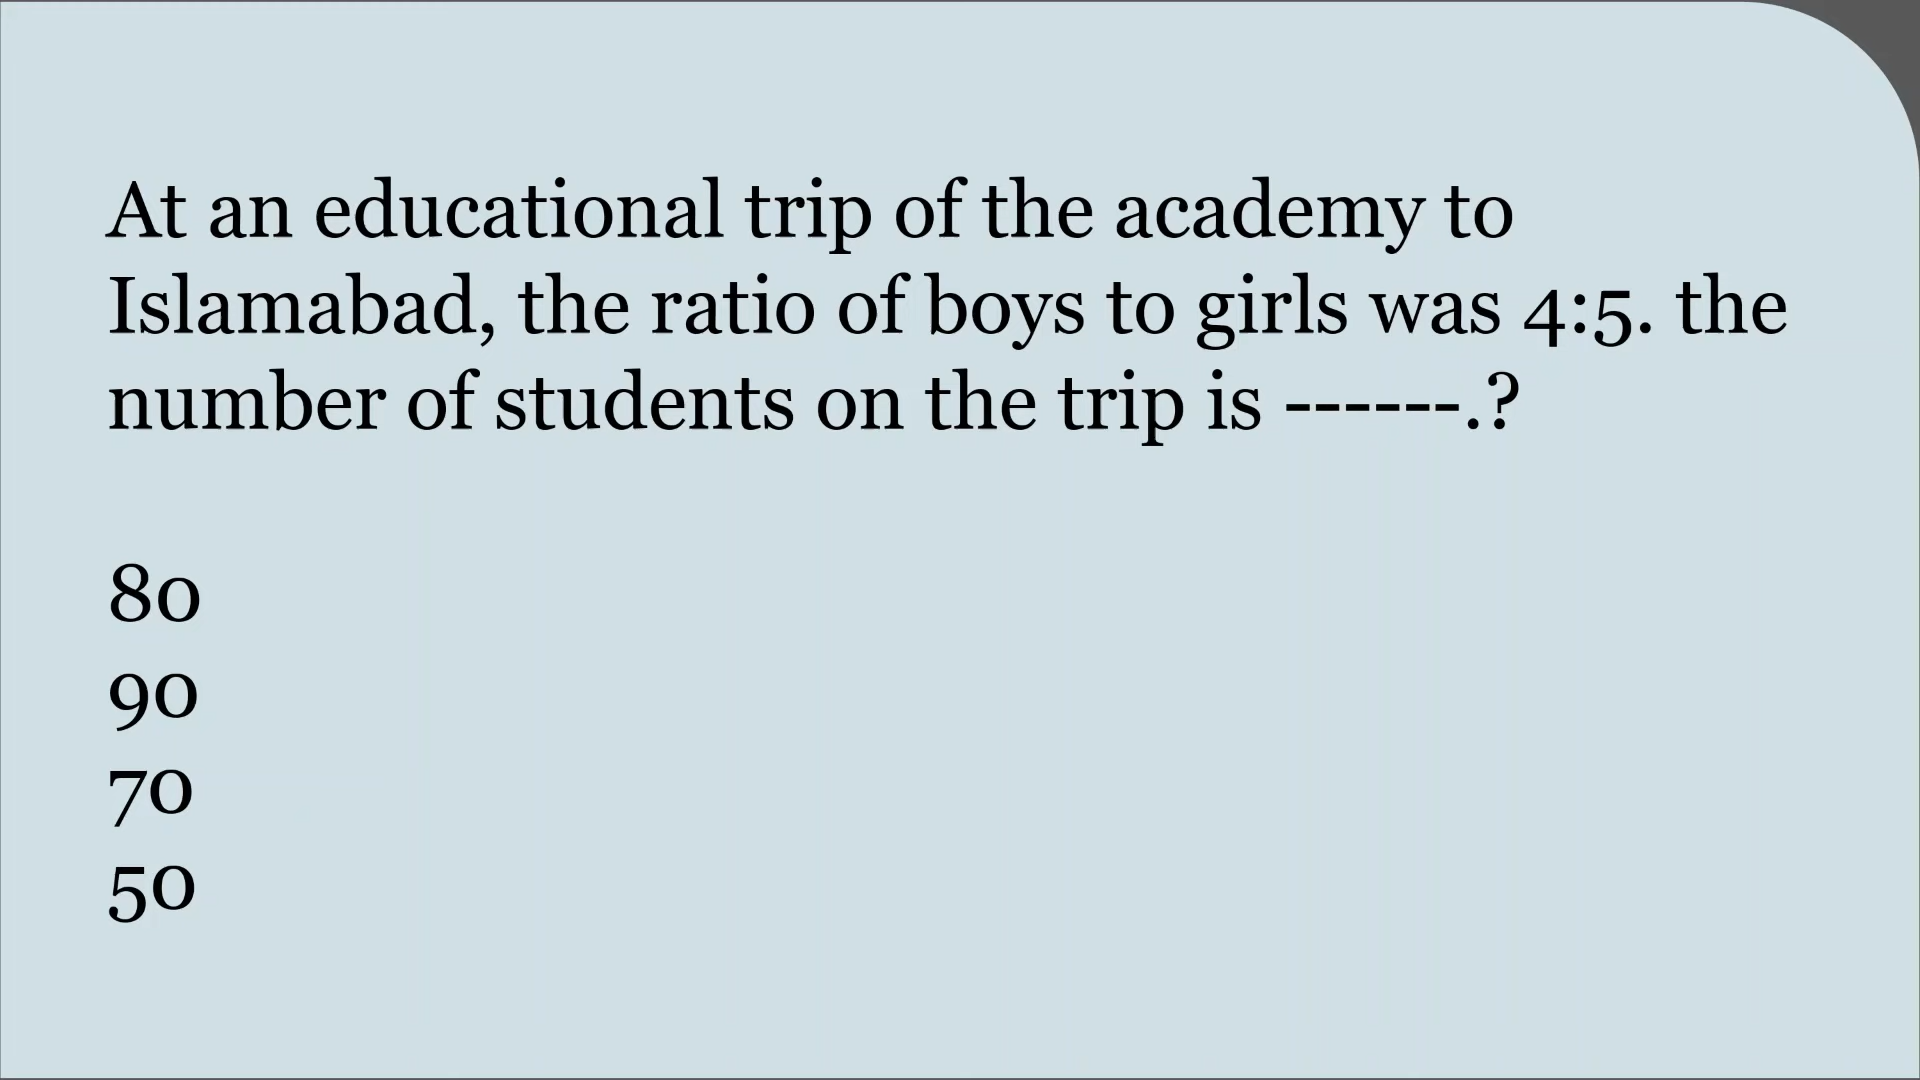 At an educational trip of the academy to
Islamabad, the ratio of boys to girls was 4:5. the
number of students on the trip is ------.?
80
90
70
50